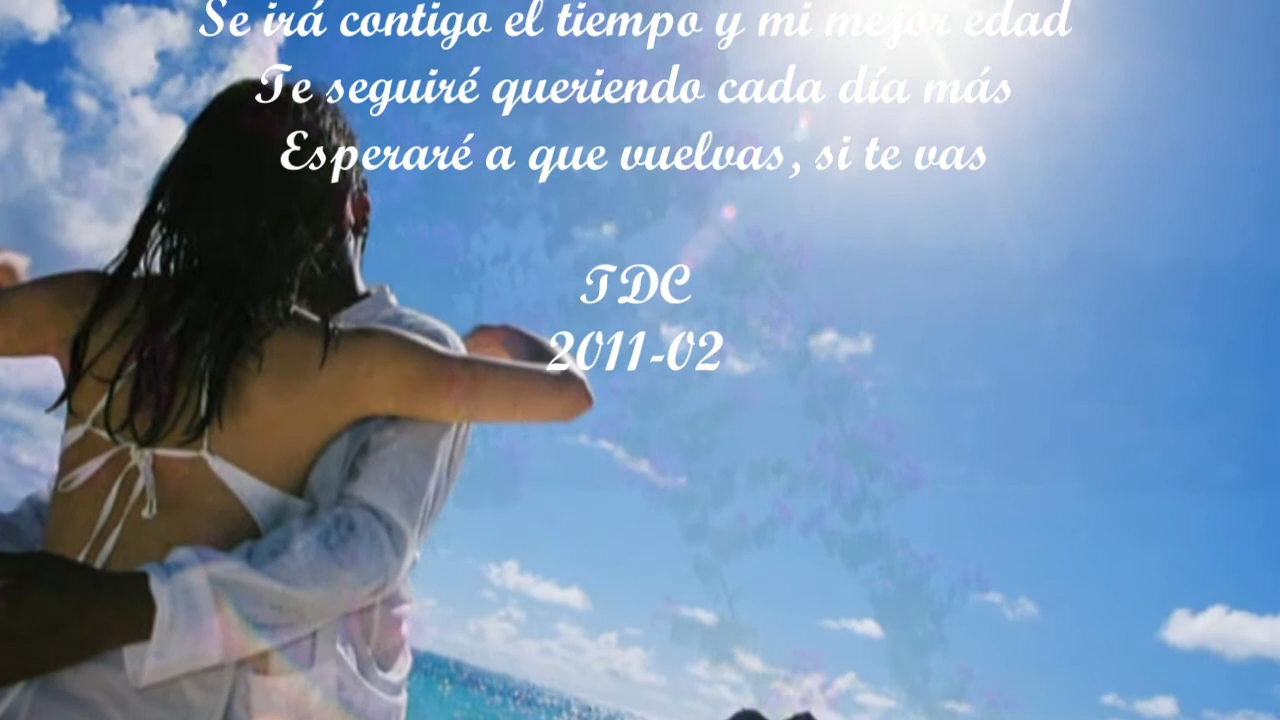 Se irá contigo el tiempo y mi mejor edad
Te seguiré queriendo cada día más
Esperaré a que vuelvas, si te vas
TDC
2011-02